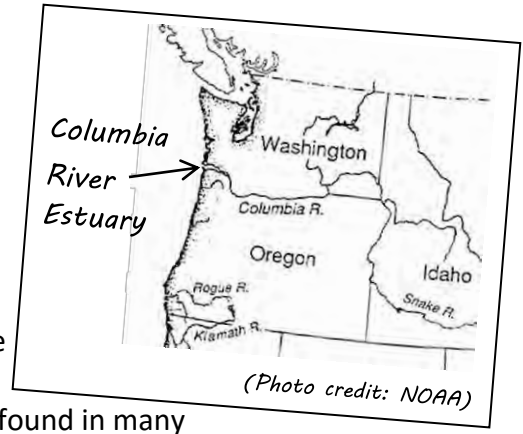 Columbia
River
Estuary
Washington
Columbia R.
Oregon
Idaho
Snake R.
Rogue R.
Klamath R.
(Photo credit: NOAA)
e
found in many